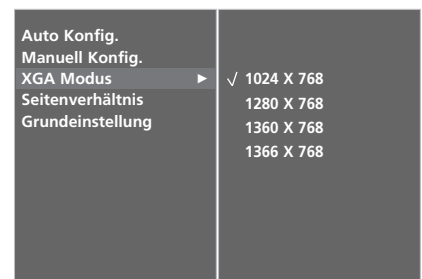 Auto Konfig.
Manuell Konfig.
XGA Modus ►
Seitenverhältnis
Grundeinstellung
√ 1024 X 768
1280 X 768
1360 X 768
1366 X 768